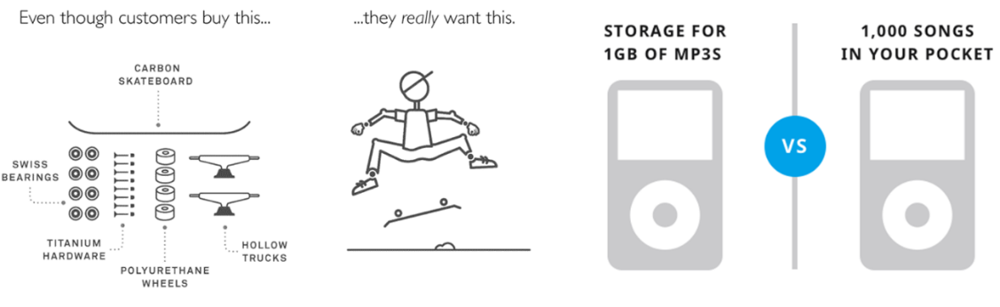 Even though customers buy this...
...they really want this.
CARBON
SKATEBOARD
SWISS
BEARINGS
TITANIUM
HARDWARE
POLYURETHANE
WHEELS
HOLLOW
TRUCKS
STORAGE FOR
1GB OF MP3S
VS
1,000 SONGS
IN YOUR POCKET